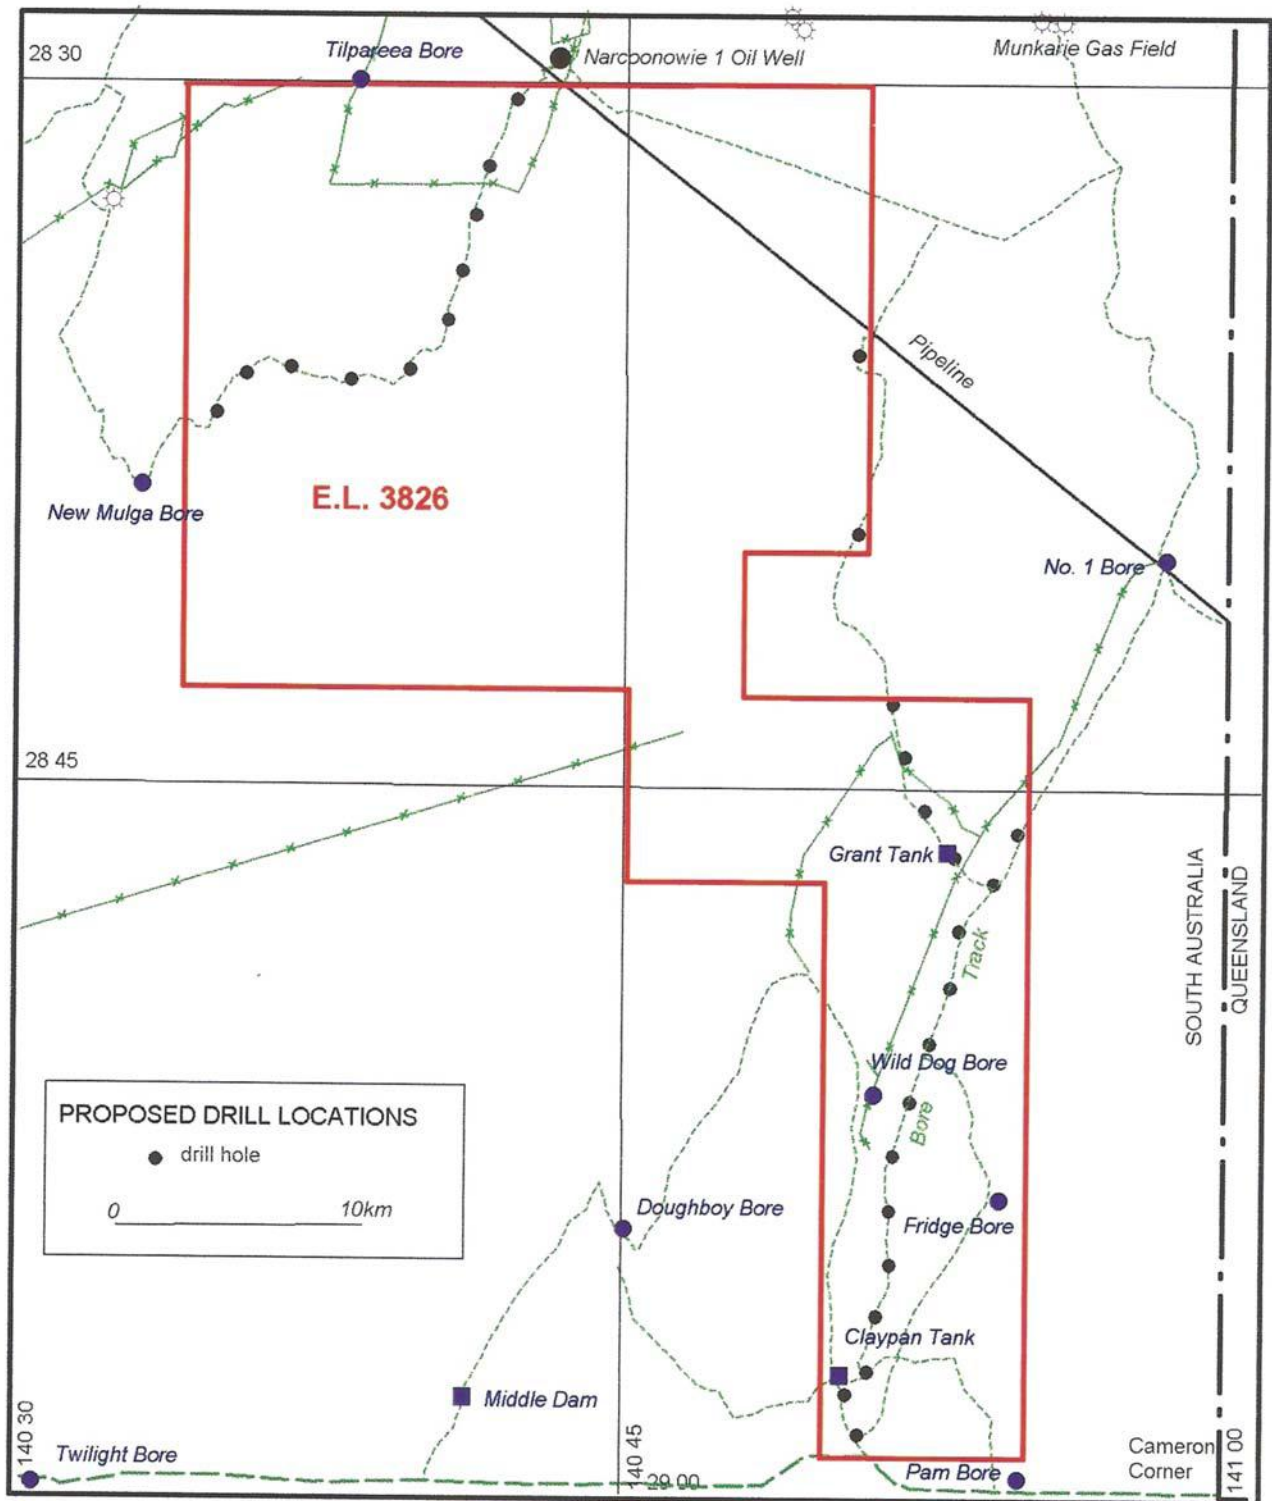 28 30
Tilpareea Bore
Narcoonowie 1 Oil Well
Munkarie Gas Field
Pipeline
E.L. 3826
New Mulga Bore
No. 1 Bore
28 45
Grant Tank
Track
SOUTH AUSTRALIA
QUEENSLAND
Wild Dog Bore
Bore
PROPOSED DRILL LOCATIONS
drill hole
0 10km
Doughboy Bore
Fridge Bore
Claypan Tank
Middle Dam
140 30
Twilight Bore
140 45
29 00
Pam Bore
Cameron
Corner
141 00